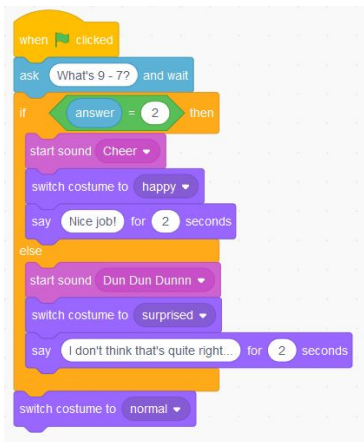 when clicked
ask What's 9 - 7? and wait
if answer = 2 then
start sound Cheer
switch costume to happy
say Nice job! for 2 seconds
else
start sound Dun Dun Dunnn
switch costume to surprised
say I don't think that's quite right... for 2 seconds
switch costume to normal